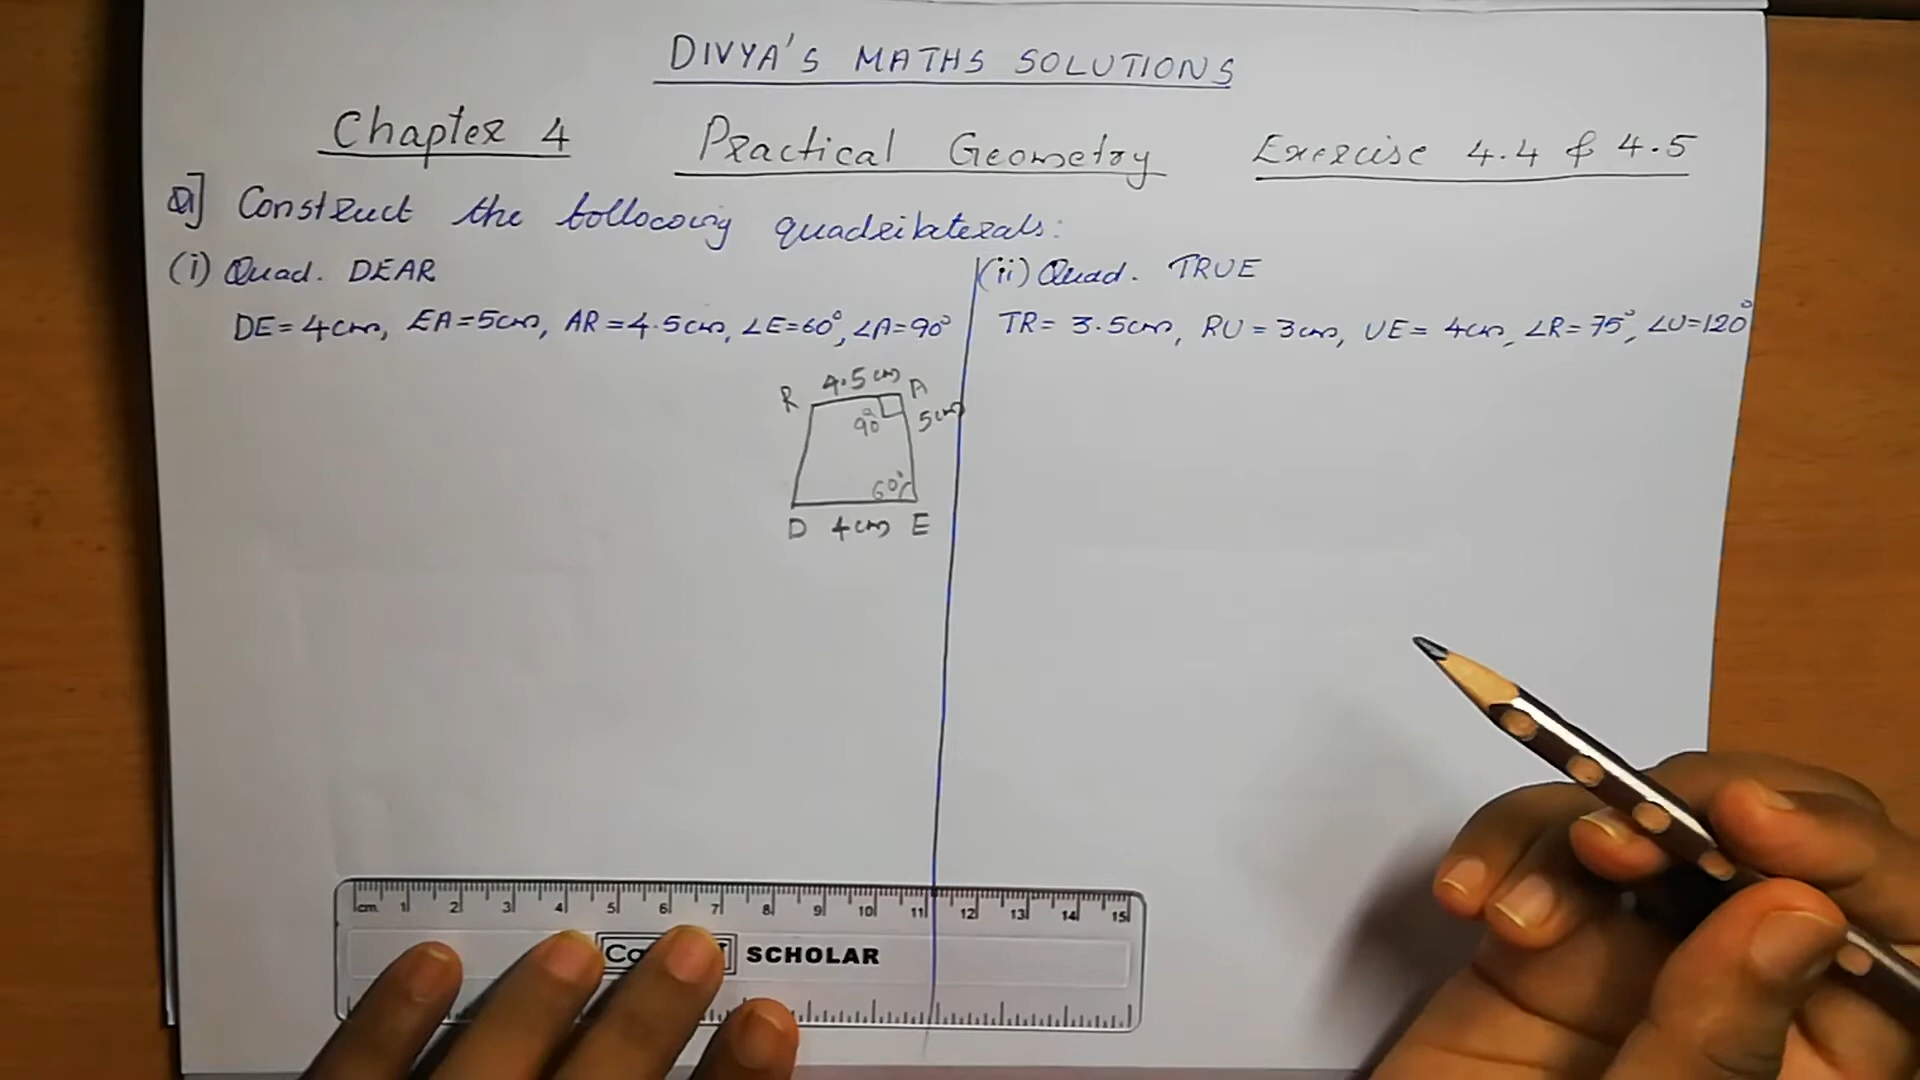 DIVYA'S MATHS SOLUTIONS
Chapter 4 Practical Geometry Exercise 4.4 & 4.5
Q1] Construct the following quadrilaterals:
(i) Quad. DEAR
DE = 4cm, EA = 5cm, AR = 4.5cm, ∠E = 60°, ∠A = 90°
R 4.5 cm A
90° 5cm
60°
D 4cm E
(ii) Quad. TRUE
TR = 3.5cm, RU = 3cm, UE = 4cm, ∠R = 75°, ∠U = 120°
cm 1 2 3 4 5 6 7 8 9 10 11 12 13 14 15
SCHOLAR